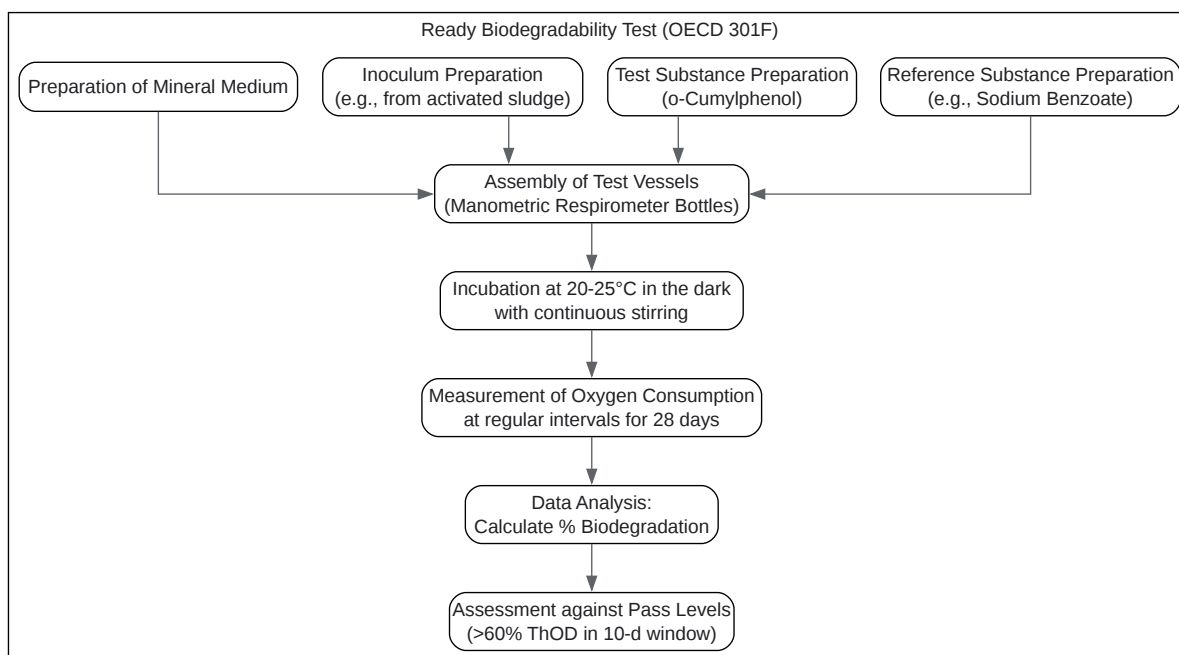 Ready Biodegradability Test (OECD 301F)
Preparation of Mineral Medium
Inoculum Preparation
(e.g., from activated sludge)
Test Substance Preparation
(o-Cumylphenol)
Reference Substance Preparation
(e.g., Sodium Benzoate)
Assembly of Test Vessels
(Manometric Respirometer Bottles)
Incubation at 20-25°C in the dark
with continuous stirring
Measurement of Oxygen Consumption
at regular intervals for 28 days
Data Analysis:
Calculate % Biodegradation
Assessment against Pass Levels
(>60% ThOD in 10-d window)